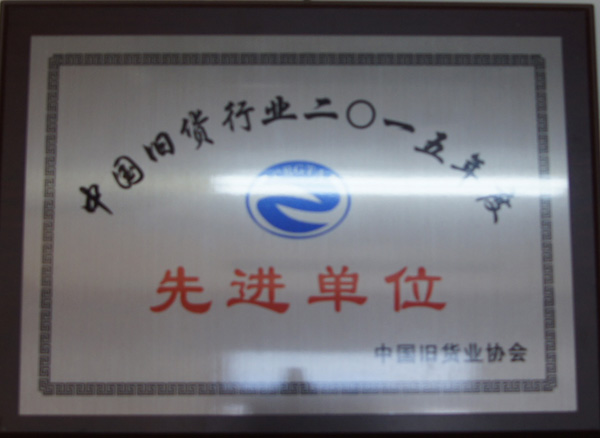 中国旧货行业二〇一五年度
先进单位
中国旧货业协会